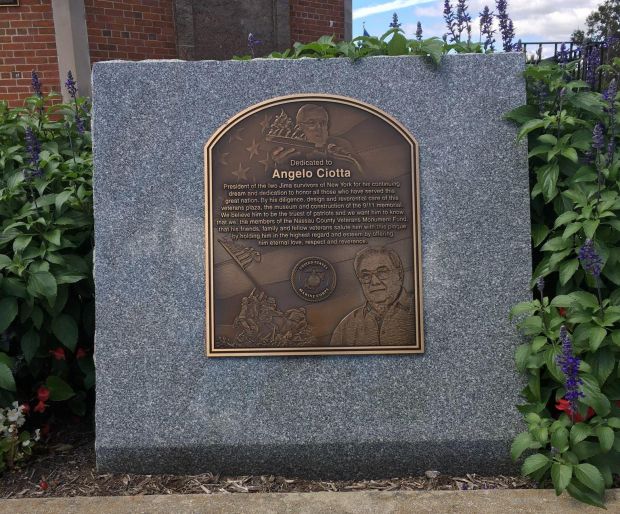 Dedicated to
Angelo Ciotta
President of the Iwo Jima survivors of New York for his continuing
dream and dedication to honor all those who have served this
great nation. By his diligence, design and reverential care of this
veterans plaza, the museum and construction of the 9/11 memorial.
We believe him to be the truest of patriots and we want him to know
that we, the members of the Nassau County Veterans Monument Fund
that his friends, family and fellow veterans salute him with this plaque
by holding him in the highest regard and esteem by offering
him eternal love, respect and reverence.
UNITED STATES
MARINE CORPS